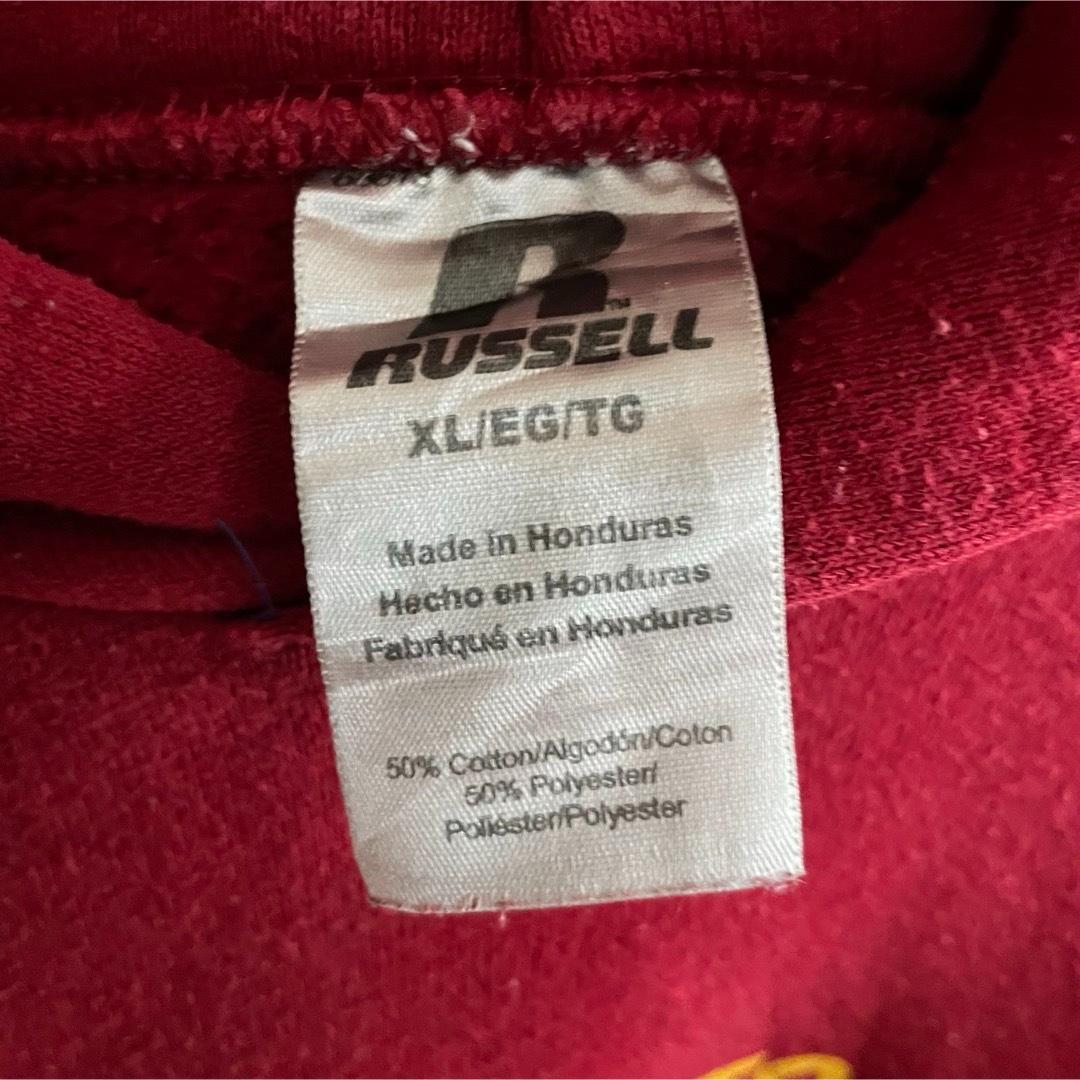 R™
RUSSELL
XL/EG/TG
Made in Honduras
Hecho en Honduras
Fabriqué en Honduras
50% Cotton/Algodón/Coton
50% Polyester/
Poliéster/Polyester